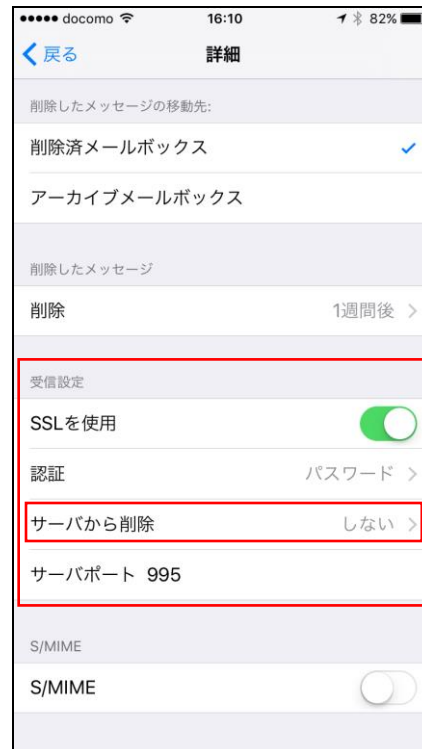 docomo 16:10 82%
戻る 詳細
削除したメッセージの移動先:
削除済メールボックス
アーカイブメールボックス
削除したメッセージ
削除 1週間後
受信設定
SSLを使用
認証 パスワード
サーバから削除 しない
サーバポート 995
S/MIME
S/MIME